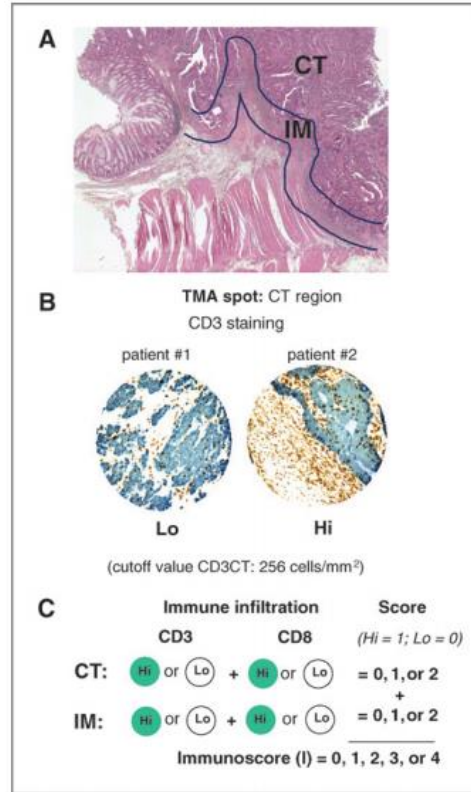 A
CT
IM
B
TMA spot: CT region
CD3 staining
patient #1
patient #2
Lo
Hi
(cutoff value CD3CT: 256 cells/mm²)
C
Immune infiltration
Score
CD3
CD8
(Hi = 1; Lo = 0)
CT: Hi or Lo + Hi or Lo = 0, 1, or 2
+
IM: Hi or Lo + Hi or Lo = 0, 1, or 2
Immunoscore (I) = 0, 1, 2, 3, or 4